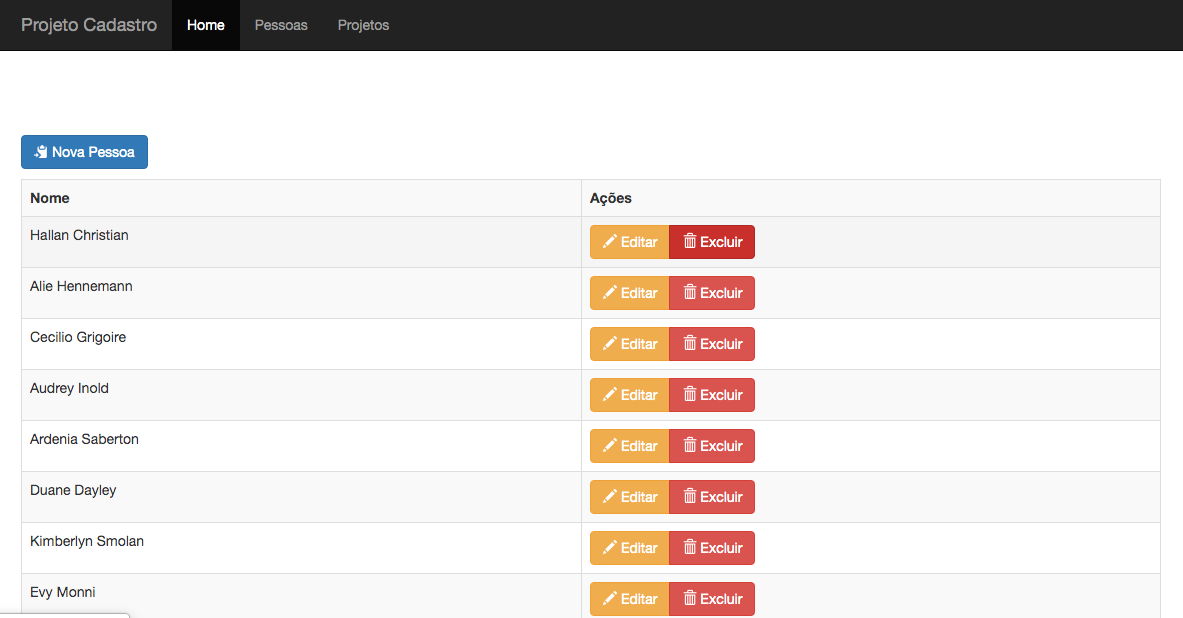 Projeto Cadastro Home Pessoas Projetos
Nova Pessoa
Nome Ações
Hallan Christian Editar Excluir
Alie Hennemann Editar Excluir
Cecilio Grigoire Editar Excluir
Audrey Inold Editar Excluir
Ardenia Saberton Editar Excluir
Duane Dayley Editar Excluir
Kimberlyn Smolan Editar Excluir
Evy Monni Editar Excluir